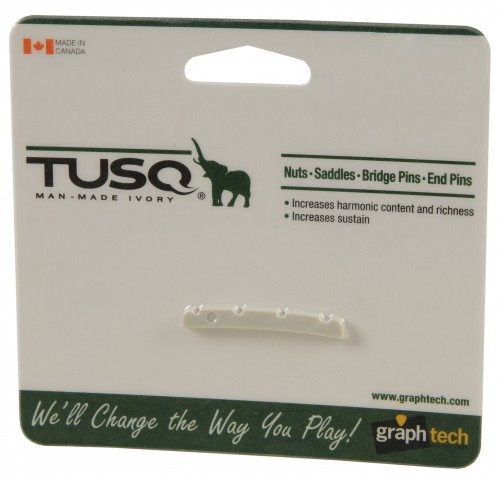 MADE IN
CANADA
TUSQ®
MAN-MADE IVORY
Nuts • Saddles • Bridge Pins • End Pins
• Increases harmonic content and richness
• Increases sustain
www.graphtech.com
We'll Change the Way You Play!
graph tech